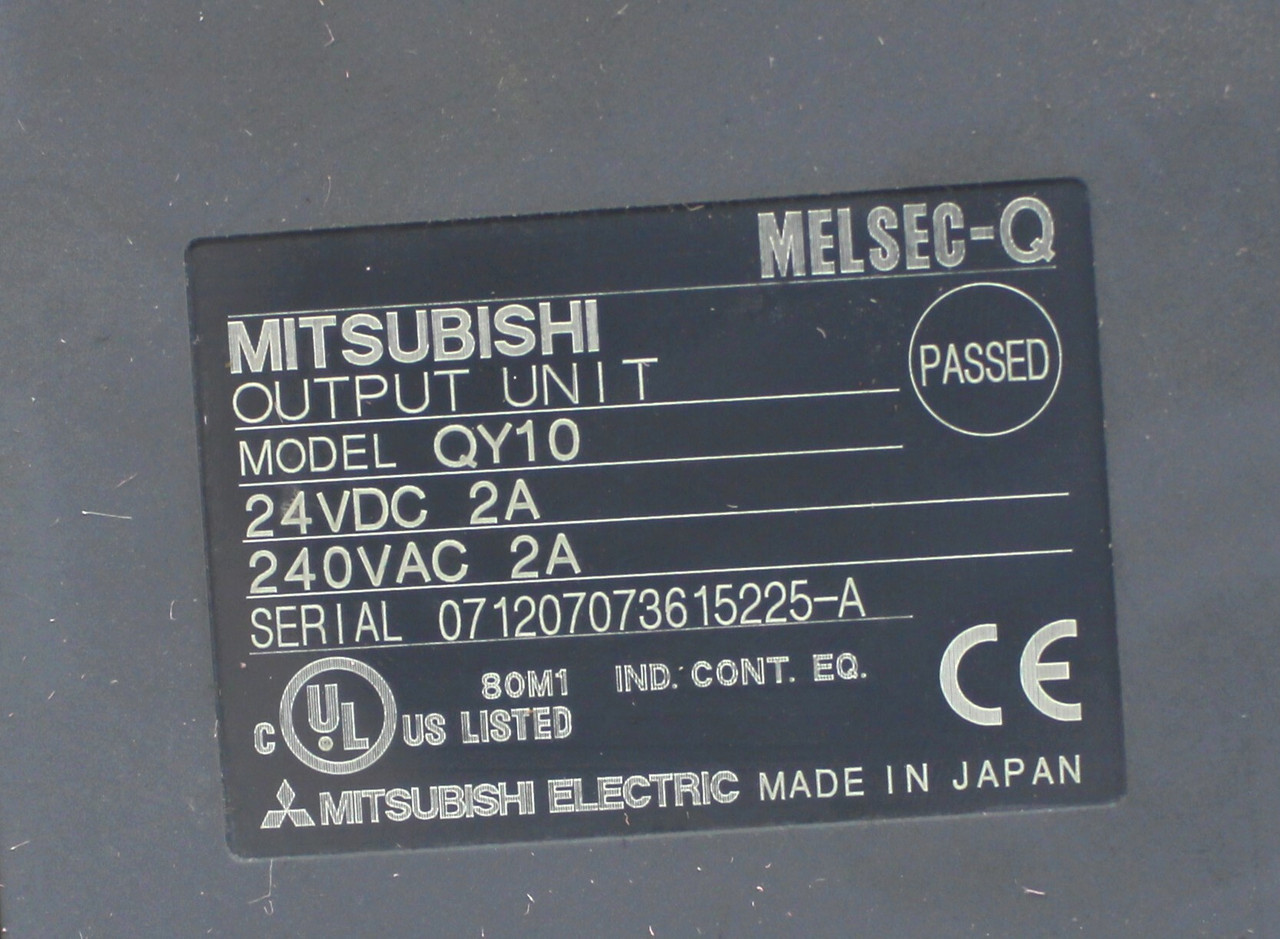 MELSEC-Q
MITSUBISHI
OUTPUT UNIT
PASSED
MODEL QY10
24VDC 2A
240VAC 2A
SERIAL 071207073615225-A
80M1 IND. CONT. EQ.
C UL US LISTED
CE
MITSUBISHI ELECTRIC MADE IN JAPAN